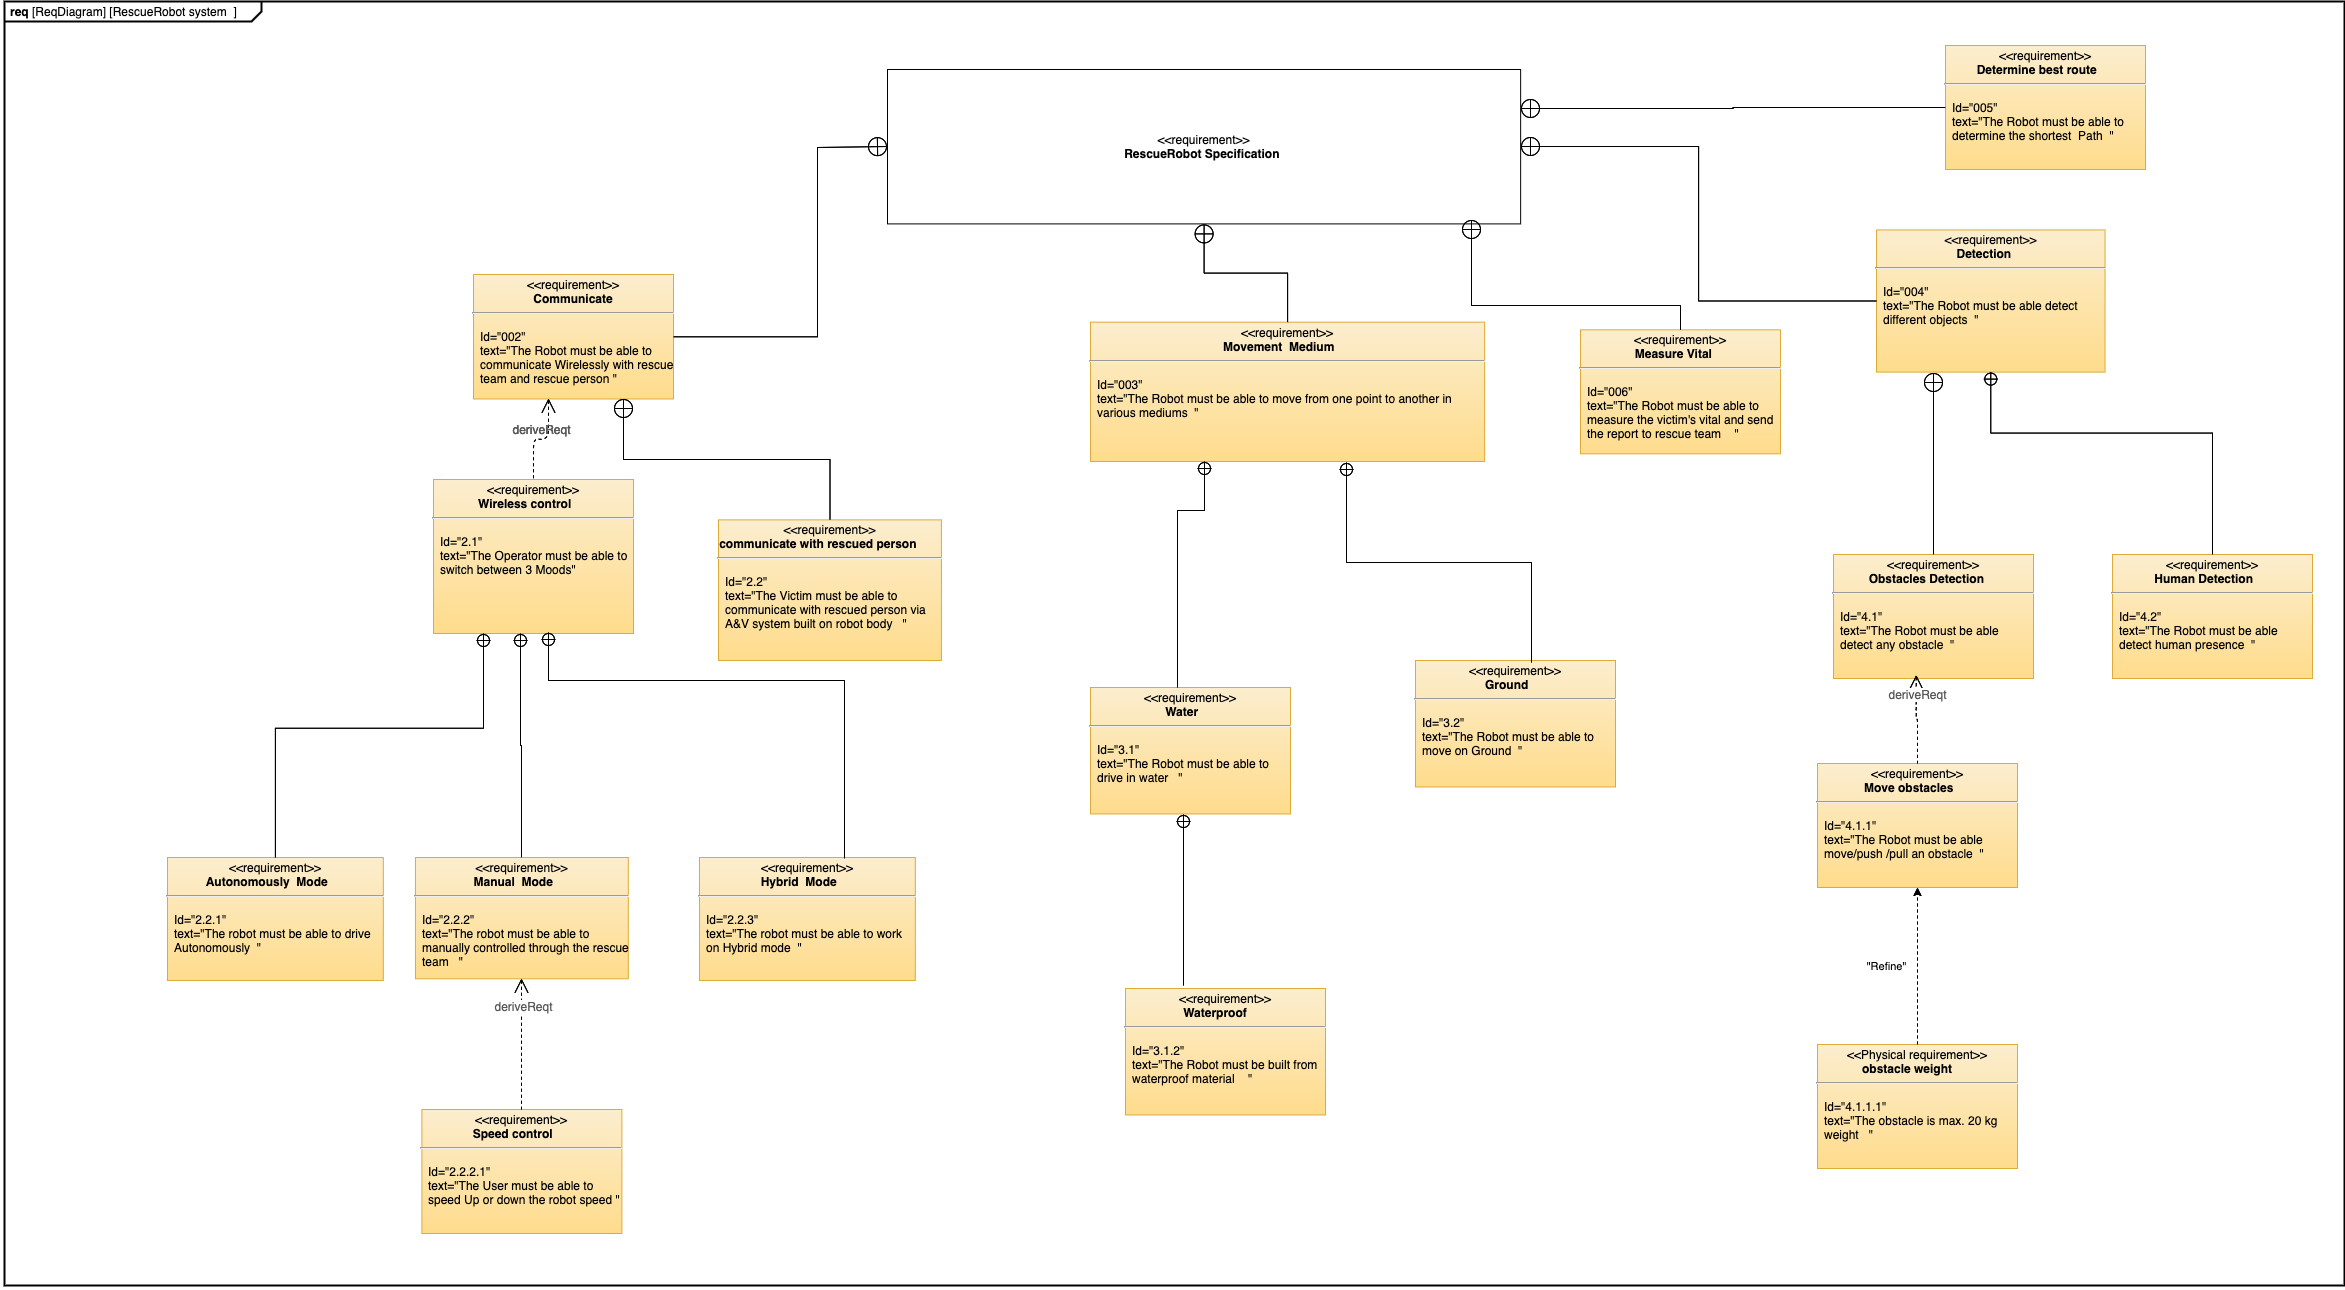 req [ReqDiagram] [RescueRobot system ]
<<requirement>>
RescueRobot Specification
<<requirement>>
Determine best route
Id="005"
text="The Robot must be able to
determine the shortest Path "
<<requirement>>
Detection
Id="004"
text="The Robot must be able detect
different objects "
<<requirement>>
Communicate
Id="002"
text="The Robot must be able to
communicate Wirelessly with rescue
team and rescue person "
<<requirement>>
Movement Medium
Id="003"
text="The Robot must be able to move from one point to another in
various mediums "
<<requirement>>
Measure Vital
Id="006"
text="The Robot must be able to
measure the victim's vital and send
the report to rescue team "
deriveReqt
<<requirement>>
Wireless control
Id="2.1"
text="The Operator must be able to
switch between 3 Moods"
<<requirement>>
communicate with rescued person
Id="2.2"
text="The Victim must be able to
communicate with rescued person via
A&V system built on robot body "
<<requirement>>
Obstacles Detection
Id="4.1"
text="The Robot must be able
detect any obstacle "
<<requirement>>
Human Detection
Id="4.2"
text="The Robot must be able
detect human presence "
<<requirement>>
Water
Id="3.1"
text="The Robot must be able to
drive in water "
<<requirement>>
Ground
Id="3.2"
text="The Robot must be able to
move on Ground "
deriveReqt
<<requirement>>
Move obstacles
Id="4.1.1"
text="The Robot must be able
move/push /pull an obstacle "
<<requirement>>
Autonomously Mode
Id="2.2.1"
text="The robot must be able to drive
Autonomously "
<<requirement>>
Manual Mode
Id="2.2.2"
text="The robot must be able to
manually controlled through the rescue
team "
<<requirement>>
Hybrid Mode
Id="2.2.3"
text="The robot must be able to work
on Hybrid mode "
deriveReqt
"Refine"
<<requirement>>
Waterproof
Id="3.1.2"
text="The Robot must be built from
waterproof material "
<<Physical requirement>>
obstacle weight
Id="4.1.1.1"
text="The obstacle is max. 20 kg
weight "
<<requirement>>
Speed control
Id="2.2.2.1"
text="The User must be able to
speed Up or down the robot speed "